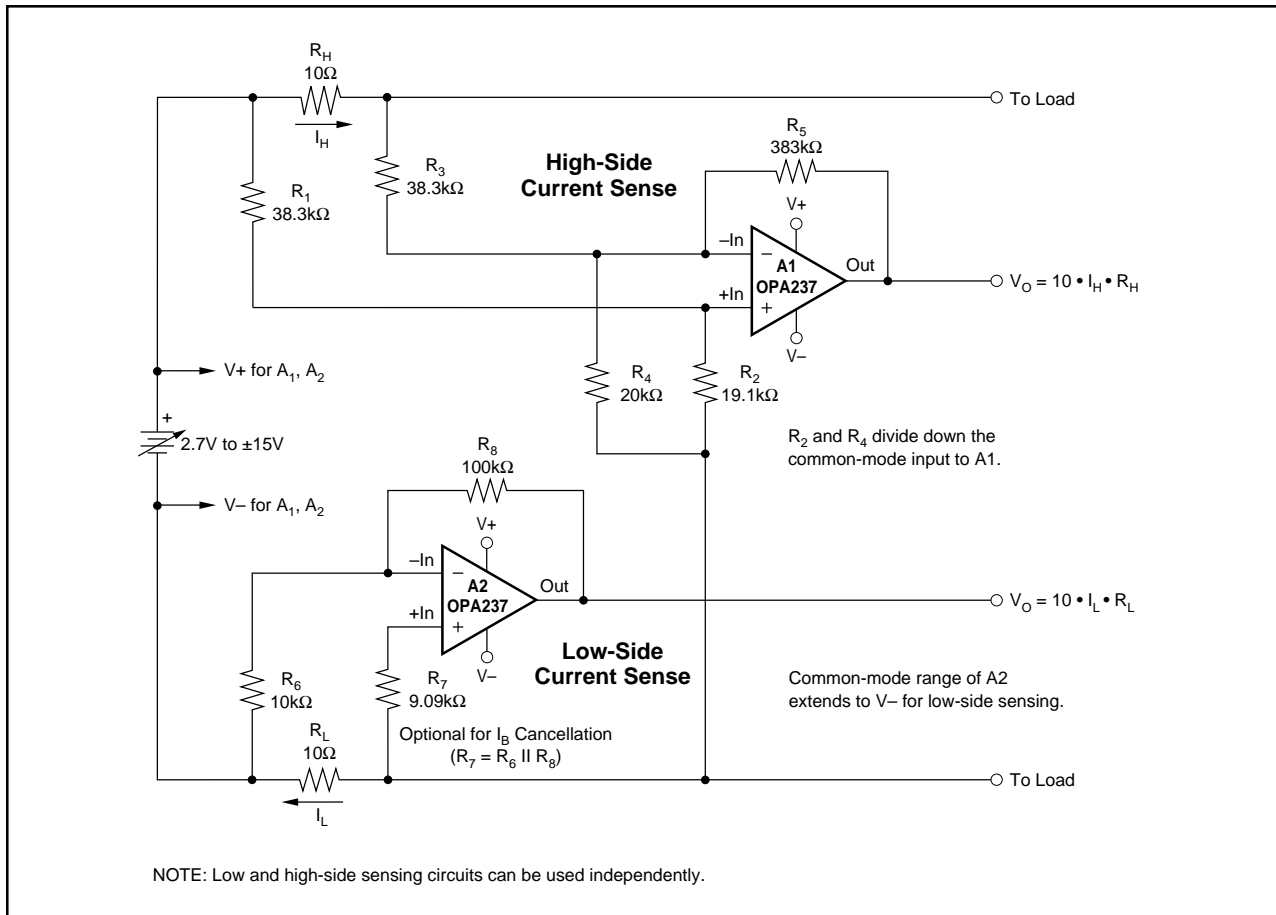 R_H
10Ω
I_H
To Load
R_5
383kΩ
High-Side
Current Sense
R_3
38.3kΩ
R_1
38.3kΩ
V+
–In
–
A1
OPA237
Out
+In
+
V–
V_O = 10 • I_H • R_H
V+ for A_1, A_2
R_4
20kΩ
R_2
19.1kΩ
+
2.7V to ±15V
R_2 and R_4 divide down the
common-mode input to A1.
R_8
100kΩ
V– for A_1, A_2
V+
–In
–
A2
OPA237
Out
+In
+
V–
V_O = 10 • I_L • R_L
Low-Side
Current Sense
R_6
10kΩ
R_7
9.09kΩ
Common-mode range of A2
extends to V– for low-side sensing.
R_L
10Ω
Optional for I_B Cancellation
(R_7 = R_6 II R_8)
I_L
To Load
NOTE: Low and high-side sensing circuits can be used independently.